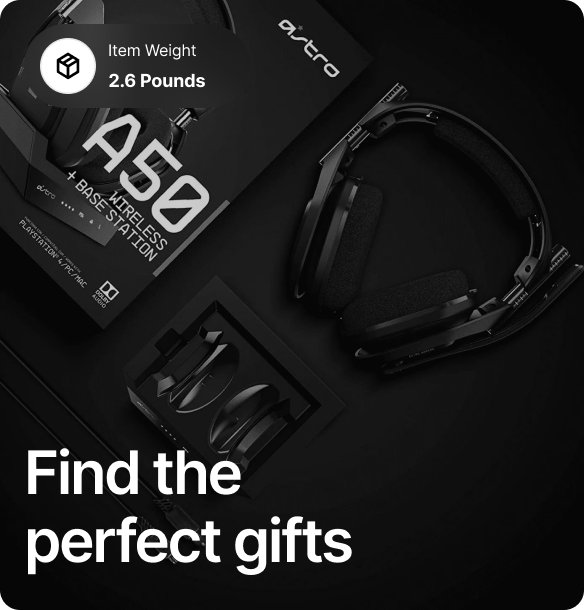 Item Weight
2.6 Pounds
astro
A50
WIRELESS
+ BASE STATION
astro
PLAYSTATION®4/PC/MAC
DOLBY
AUDIO
Find the
perfect gifts